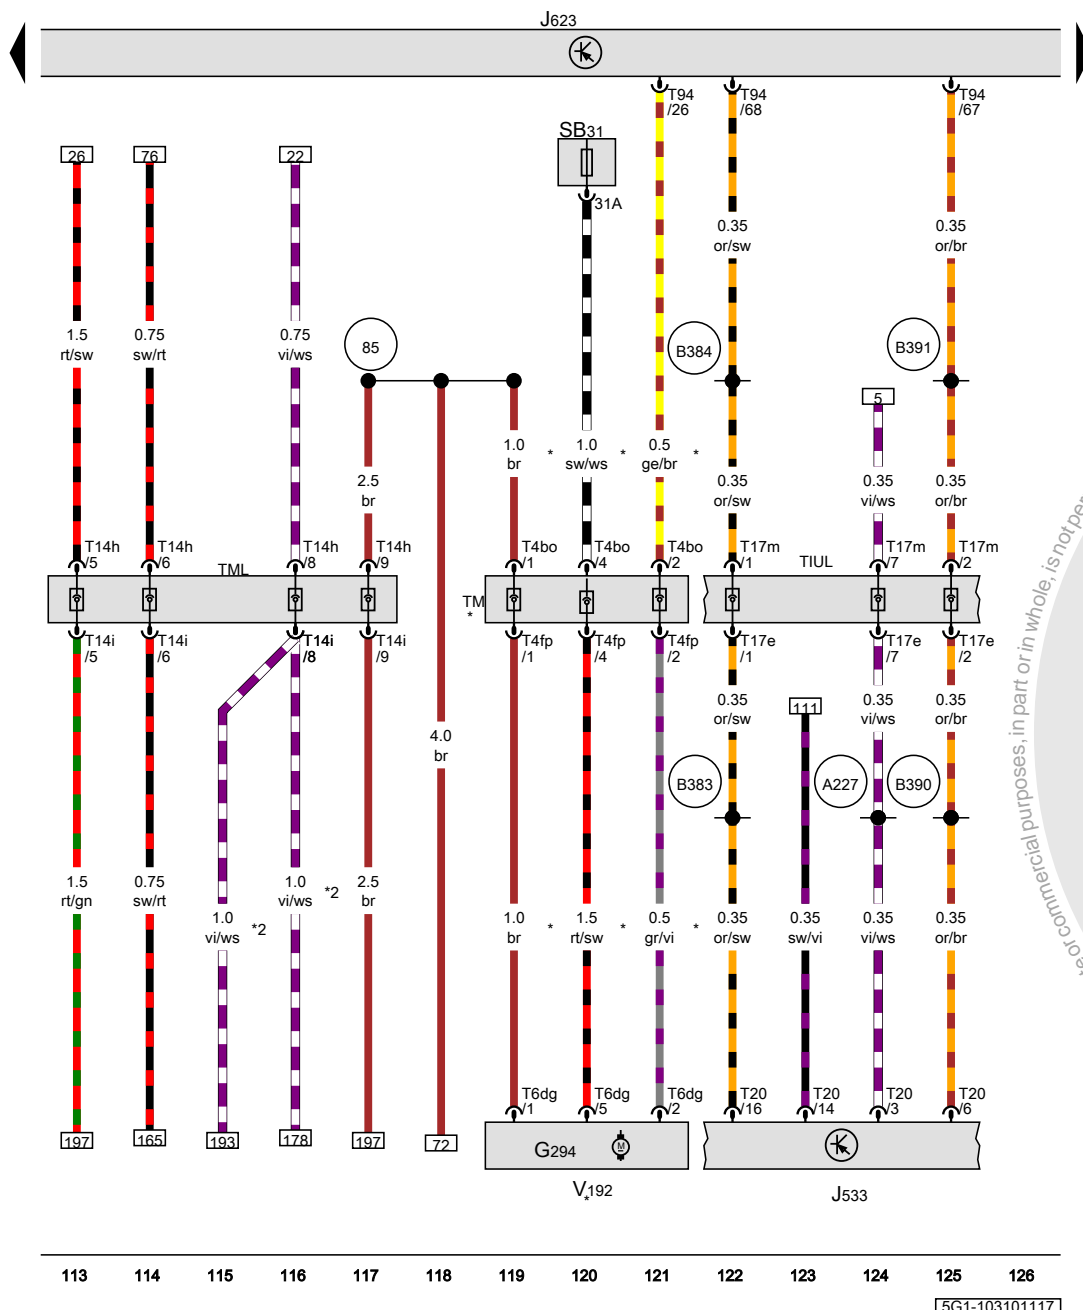 J623
T94 /26
T94 /68
T94 /67
SB31
31A
26
76
22
0.35 or/sw
0.35 or/br
1.5 rt/sw
0.75 sw/rt
0.75 vi/ws
85
B384
B391
5
1.0 br
*
1.0 sw/ws
*
0.5 ge/br
*
2.5 br
0.35 or/sw
0.35 vi/ws
0.35 or/br
T14h /5
T14h /6
T14h /8
T14h /9
T4bo /1
T4bo /4
T4bo /2
T17m /1
T17m /7
T17m /2
TML
TIUL
TM
*
T14i /5
T14i /6
T14i /8
T14i /9
T4fp /1
T4fp /4
T4fp /2
T17e /1
T17e /7
T17e /2
0.35 or/sw
111
0.35 vi/ws
0.35 or/br
4.0 br
B383
A227
B390
1.5 rt/gn
0.75 sw/rt
1.0 vi/ws
*2
1.0 vi/ws
*2
2.5 br
1.0 br
*
1.5 rt/sw
*
0.5 gr/vi
*
0.35 or/sw
0.35 sw/vi
0.35 vi/ws
0.35 or/br
T6dg /1
T6dg /5
T6dg /2
T20 /16
T20 /14
T20 /3
T20 /6
197
165
193
178
197
72
G294
M
V192
*
J533
113 114 115 116 117 118 119 120 121 122 123 124 125 126
5G1-103101117
or commercial purposes, in part or in whole, is not per